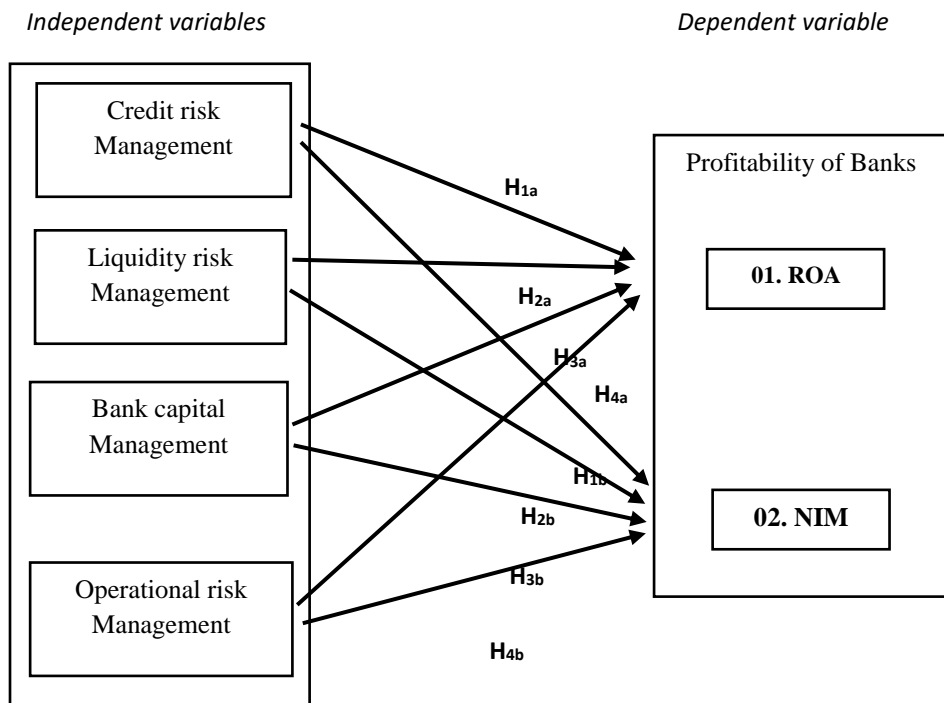 Independent variables
Dependent variable
Credit risk
Management
Liquidity risk
Management
Bank capital
Management
Operational risk
Management
H1a
H2a
H3a
H4a
H1b
H2b
H3b
H4b
Profitability of Banks
01. ROA
02. NIM